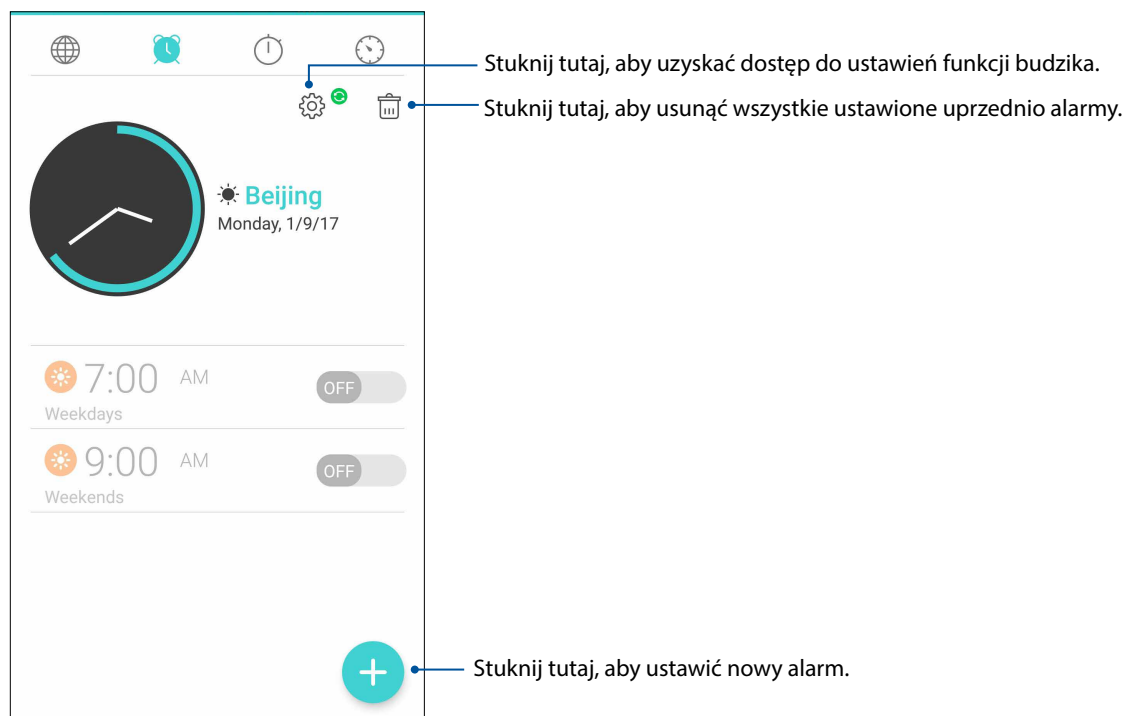 Stuknij tutaj, aby uzyskać dostęp do ustawień funkcji budzika.
Stuknij tutaj, aby usunąć wszystkie ustawione uprzednio alarmy.
Beijing
Monday, 1/9/17
7:00 AM
OFF
Weekdays
9:00 AM
OFF
Weekends
Stuknij tutaj, aby ustawić nowy alarm.